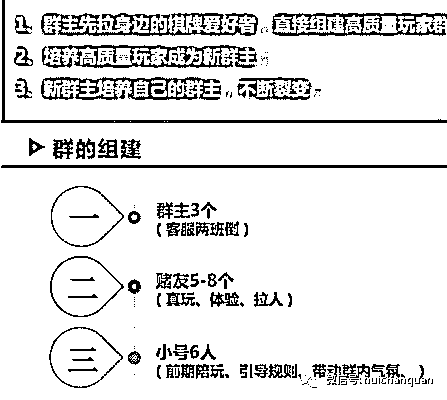 1、群主先拉身边的棋牌爱好者。直接组建高质量玩家群
2、培养高质量玩家成为新群主。
3、新群主培养自己的群主。不断裂变。
群的组建
一
群主3个
（客服两班倒）
二
赌友5-8个
（真玩、体验、拉人）
三
小号6人
（前期陪玩、引导规则、带动群内气氛、）
微信号: huichanquan